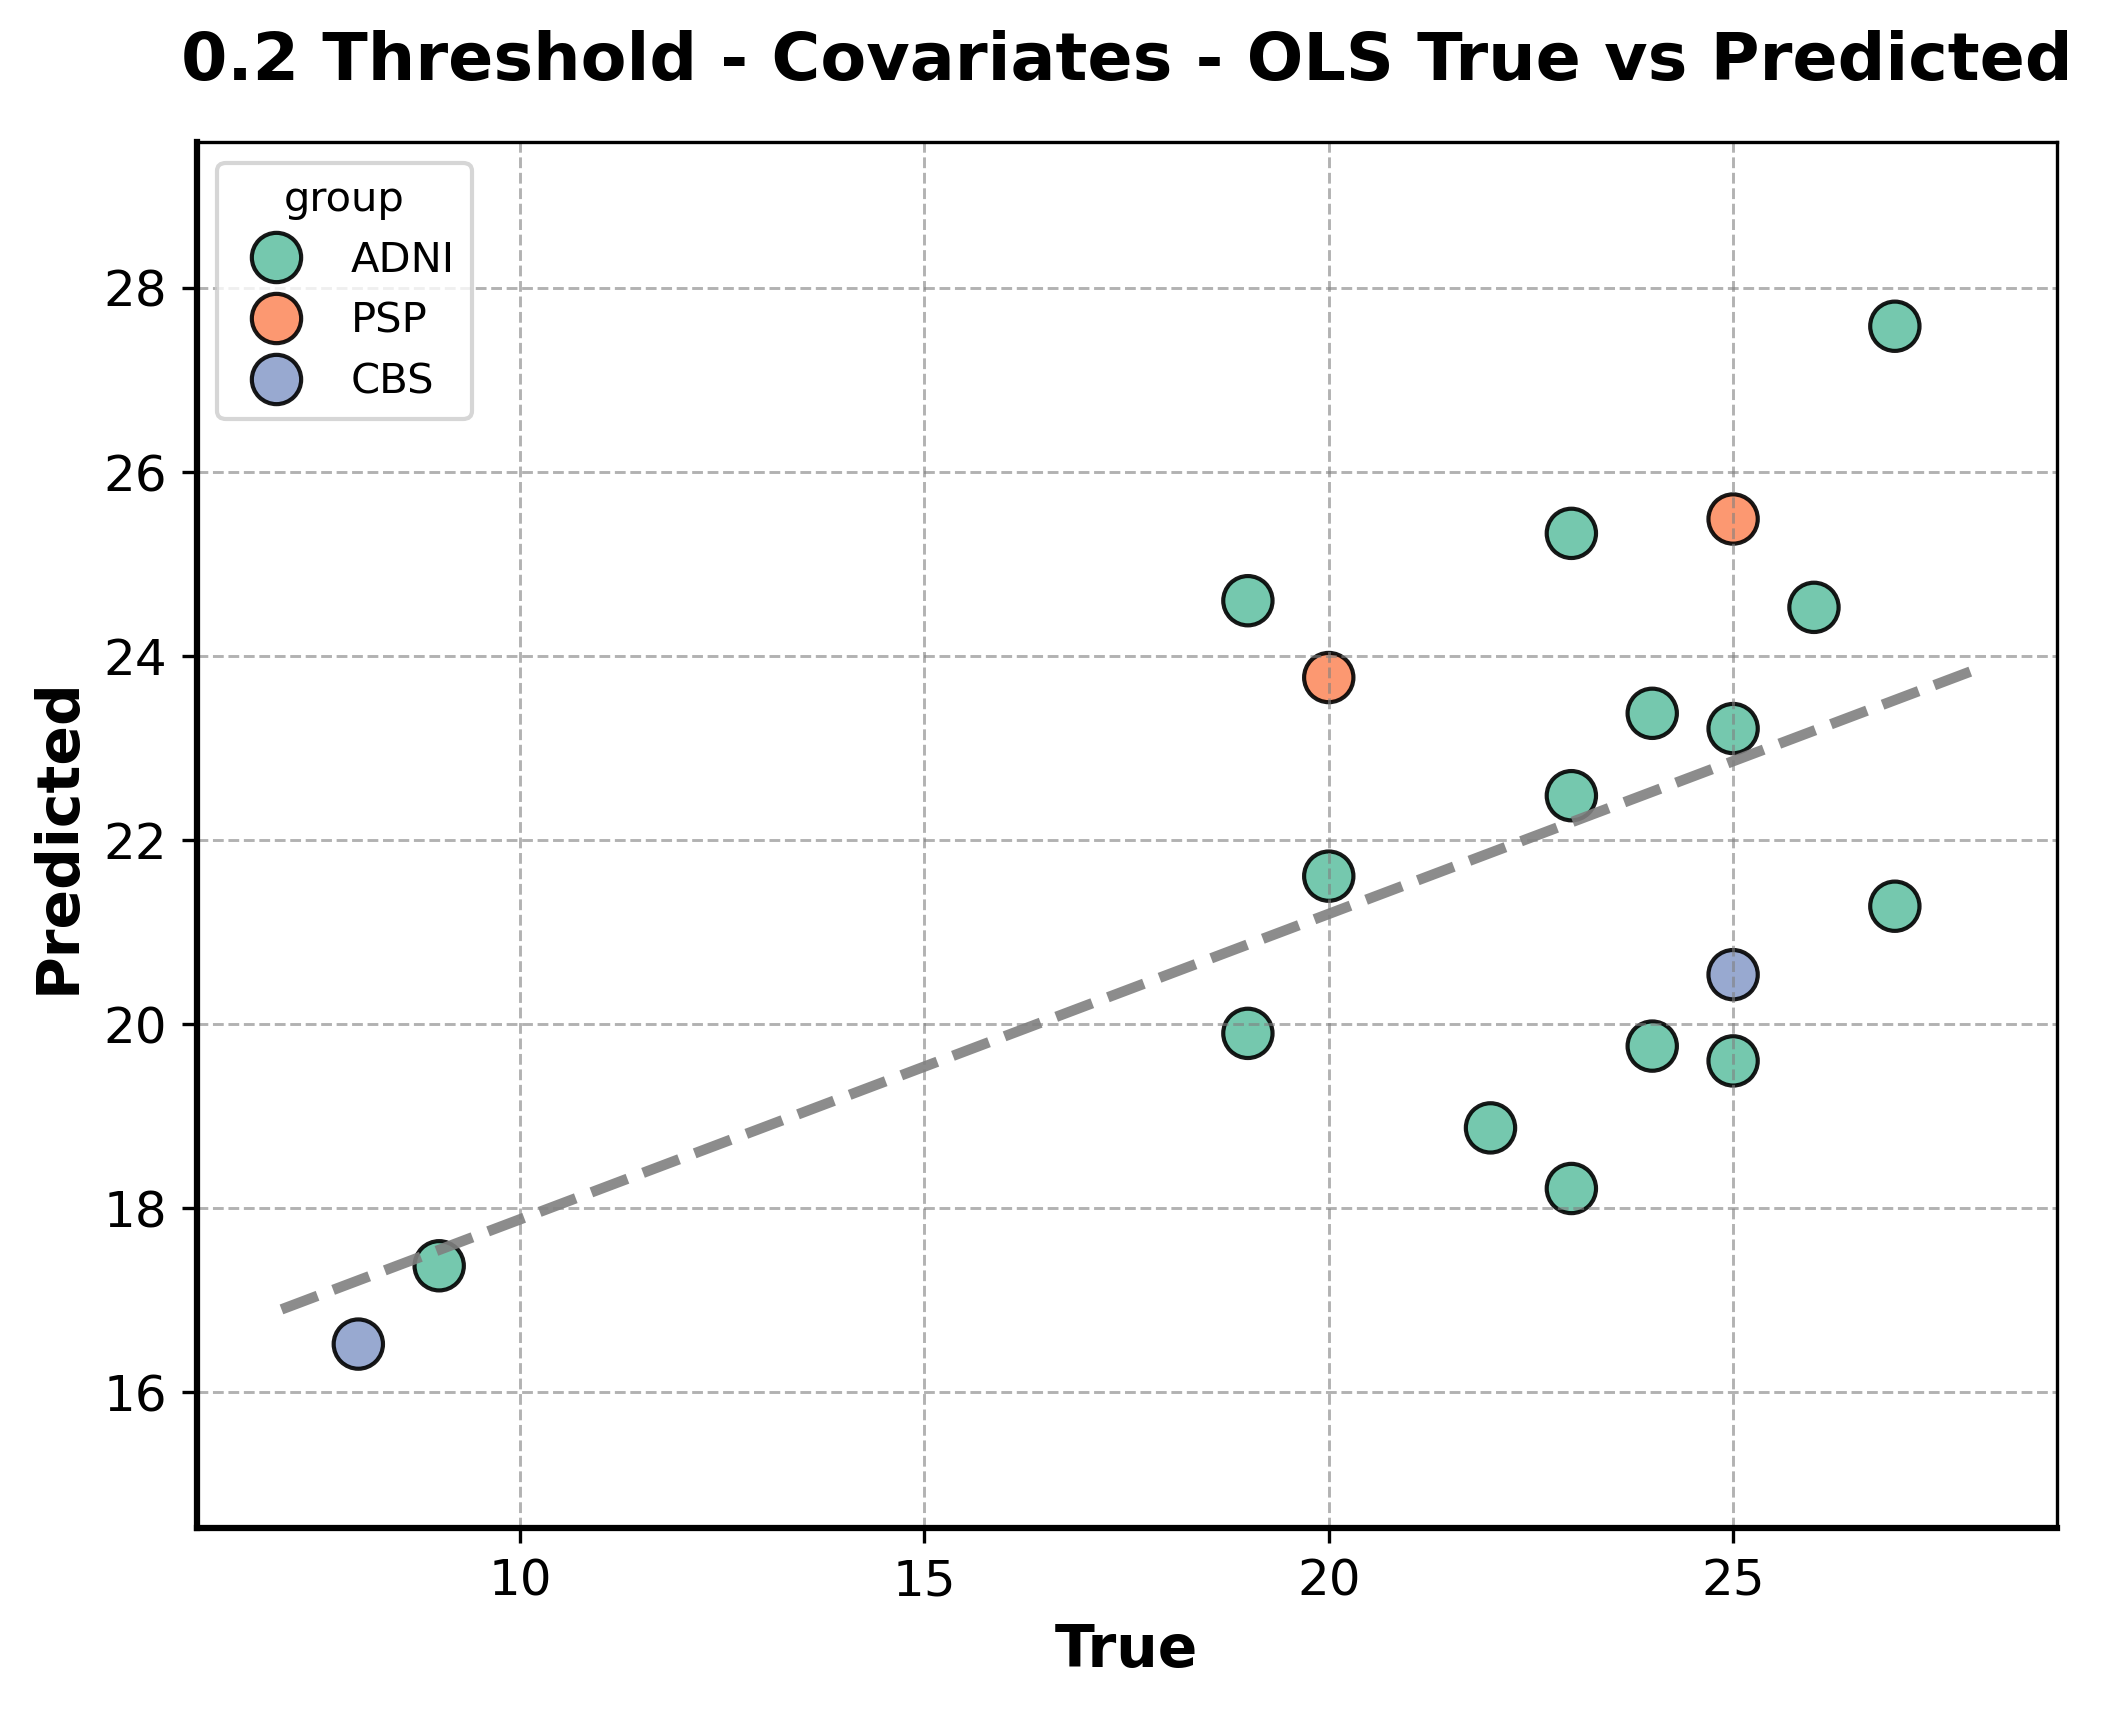 0.2 Threshold - Covariates - OLS True vs Predicted
group
ADNI
PSP
CBS
28
26
24
22
20
18
16
Predicted
10 15 20 25
True